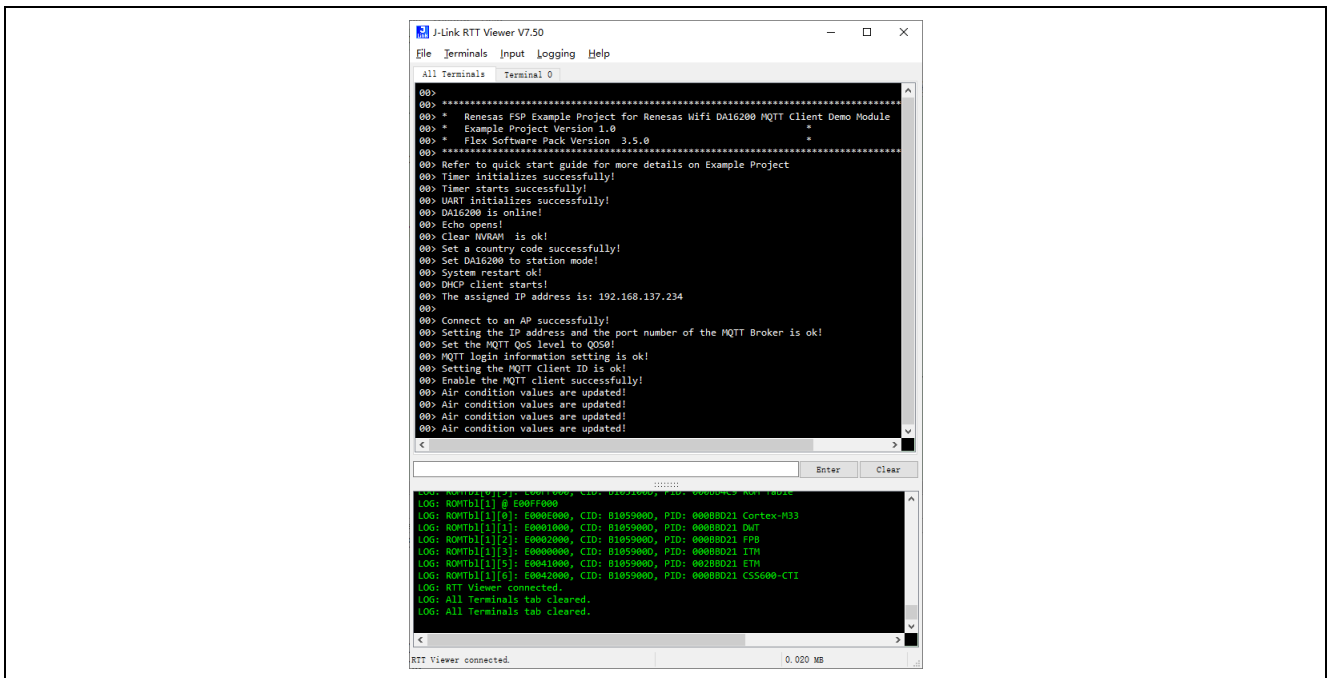 J-Link RTT Viewer V7.50
File Terminals Input Logging Help
All Terminals Terminal 0
00>
00> ******************************************************************************************
00> *   Renesas FSP Example Project for Renesas Wifi DA16200 MQTT Client Demo Module
00> *   Example Project Version 1.0                                       *
00> *   Flex Software Pack Version  3.5.0                                 *
00> ******************************************************************************************
00> Refer to quick start guide for more details on Example Project
00> Timer initializes successfully!
00> Timer starts successfully!
00> UART initializes successfully!
00> DA16200 is online!
00> Echo opens!
00> Clear NVRAM  is ok!
00> Set a country code successfully!
00> Set DA16200 to station mode!
00> System restart ok!
00> DHCP client starts!
00> The assigned IP address is: 192.168.137.234
00>
00> Connect to an AP successfully!
00> Setting the IP address and the port number of the MQTT Broker is ok!
00> Set the MQTT QoS level to QOS0!
00> MQTT login information setting is ok!
00> Setting the MQTT Client ID is ok!
00> Enable the MQTT client successfully!
00> Air condition values are updated!
00> Air condition values are updated!
00> Air condition values are updated!
00> Air condition values are updated!
Enter Clear
LOG: ROMTbl[0][3]: E00FF000, CID: B105100D, PID: 000BB4C9 ROM Table
LOG: ROMTbl[1] @ E00FF000
LOG: ROMTbl[1][0]: E000E000, CID: B105900D, PID: 000BBD21 Cortex-M33
LOG: ROMTbl[1][1]: E0001000, CID: B105900D, PID: 000BBD21 DWT
LOG: ROMTbl[1][2]: E0002000, CID: B105900D, PID: 000BBD21 FPB
LOG: ROMTbl[1][3]: E0000000, CID: B105900D, PID: 000BBD21 ITM
LOG: ROMTbl[1][5]: E0041000, CID: B105900D, PID: 002BBD21 ETM
LOG: ROMTbl[1][6]: E0042000, CID: B105900D, PID: 000BBD21 CSS600-CTI
LOG: RTT Viewer connected.
LOG: All Terminals tab cleared.
LOG: All Terminals tab cleared.
RTT Viewer connected. 0.020 MB